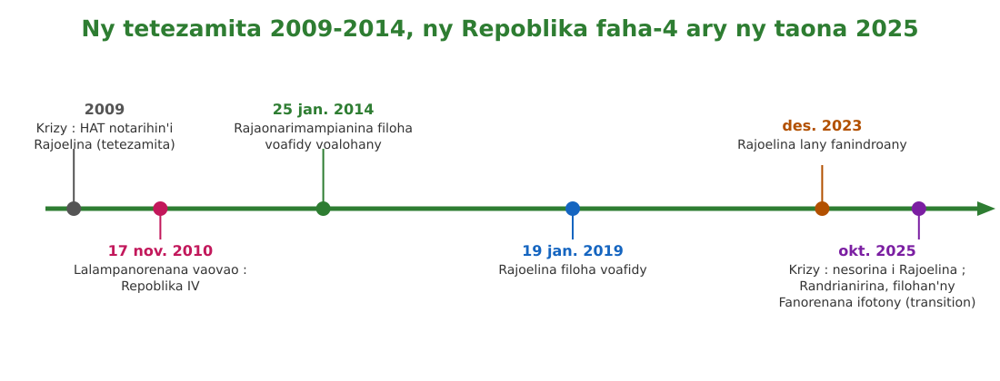 Ny tetezamita 2009-2014, ny Repoblika faha-4 ary ny taona 2025
2009
Krizy : HAT notarihin'i
Rajoelina (tetezamita)
17 nov. 2010
Lalampanorenana vaovao :
Repoblika IV
25 jan. 2014
Rajaonarimampianina filoha
voafidy voalohany
19 jan. 2019
Rajoelina filoha voafidy
des. 2023
Rajoelina lany fanindroany
okt. 2025
Krizy : nesorina i Rajoelina ;
Randrianirina, filohan'ny
Fanorenana ifotony (transition)